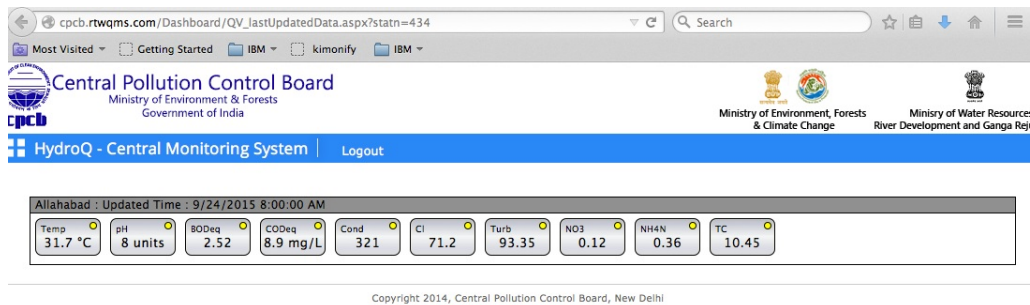 cpcb.rtwqms.com/Dashboard/QV_lastUpdatedData.aspx?statn=434
Search
Most Visited
Getting Started
IBM
kimonify
IBM
Central Pollution Control Board
Ministry of Environment & Forests
Government of India
cpcb
Ministry of Environment, Forests
& Climate Change
Minisry of Water Resources
River Development and Ganga Reju
HydroQ - Central Monitoring System
Logout
Allahabad : Updated Time : 9/24/2015 8:00:00 AM
Temp
31.7 °C
pH
8 units
BODeq
2.52
CODeq
8.9 mg/L
Cond
321
Cl
71.2
Turb
93.35
NO3
0.12
NH4N
0.36
TC
10.45
Copyright 2014, Central Pollution Control Board, New Delhi